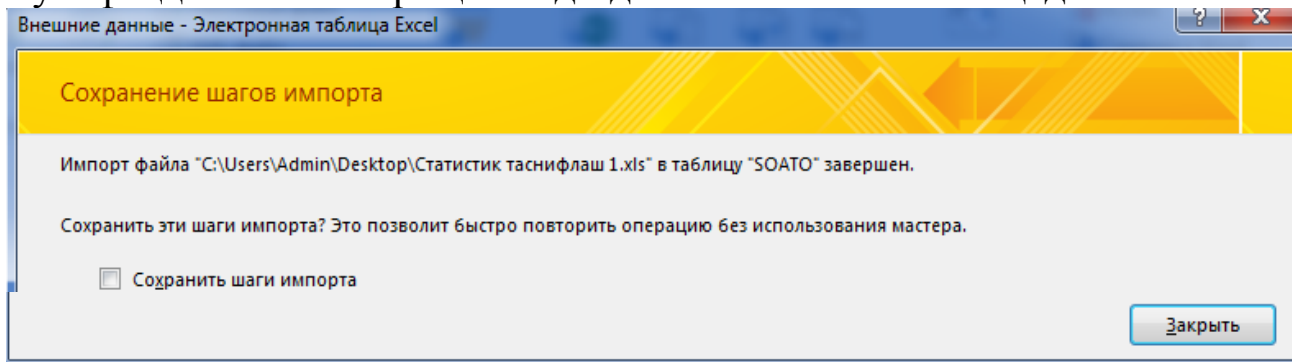 Внешние данные - Электронная таблица Excel
Сохранение шагов импорта
Импорт файла "C:\Users\Admin\Desktop\Статистик таснифлаш 1.xls" в таблицу "SOATO" завершен.
Сохранить эти шаги импорта? Это позволит быстро повторить операцию без использования мастера.
Сохранить шаги импорта
Закрыть